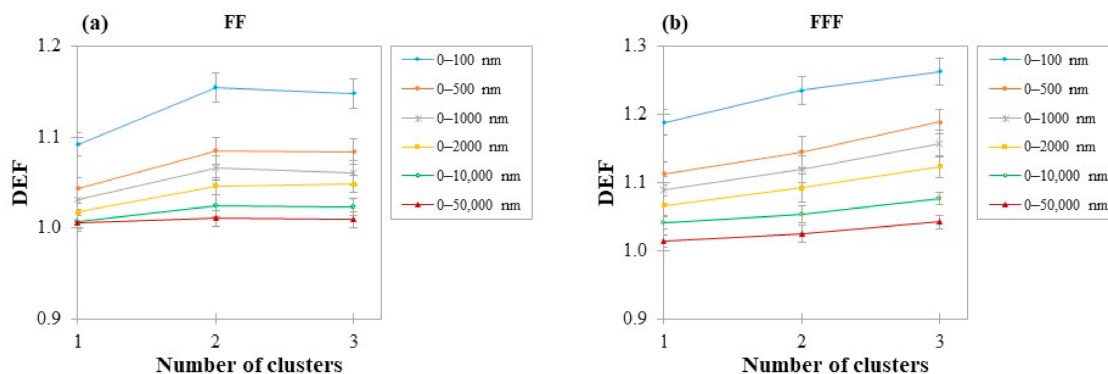 (a)
FF
1.2
1.1
1.0
0.9
DEF
1
2
3
Number of clusters
0–100 nm
0–500 nm
0–1000 nm
0–2000 nm
0–10,000 nm
0–50,000 nm
(b)
FFF
1.3
1.2
1.1
1.0
0.9
DEF
1
2
3
Number of clusters
0–100 nm
0–500 nm
0–1000 nm
0–2000 nm
0–10,000 nm
0–50,000 nm